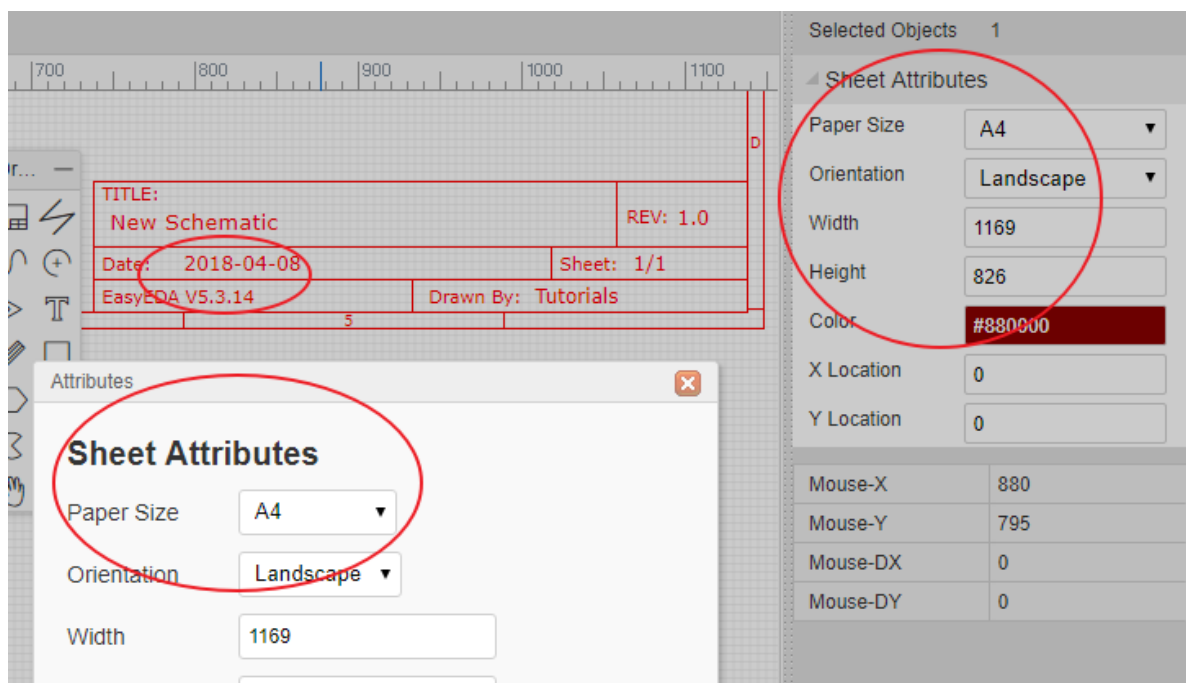 Selected Objects 1
700 800 900 1000 1100
Sheet Attributes
Paper Size A4
Orientation Landscape
Width 1169
Height 826
Color #880000
X Location 0
Y Location 0
Mouse-X 880
Mouse-Y 795
Mouse-DX 0
Mouse-DY 0
D
TITLE:
New Schematic
REV: 1.0
Date: 2018-04-08
Sheet: 1/1
EasyEDA V5.3.14
Drawn By: Tutorials
5
Attributes
Sheet Attributes
Paper Size A4
Orientation Landscape
Width 1169